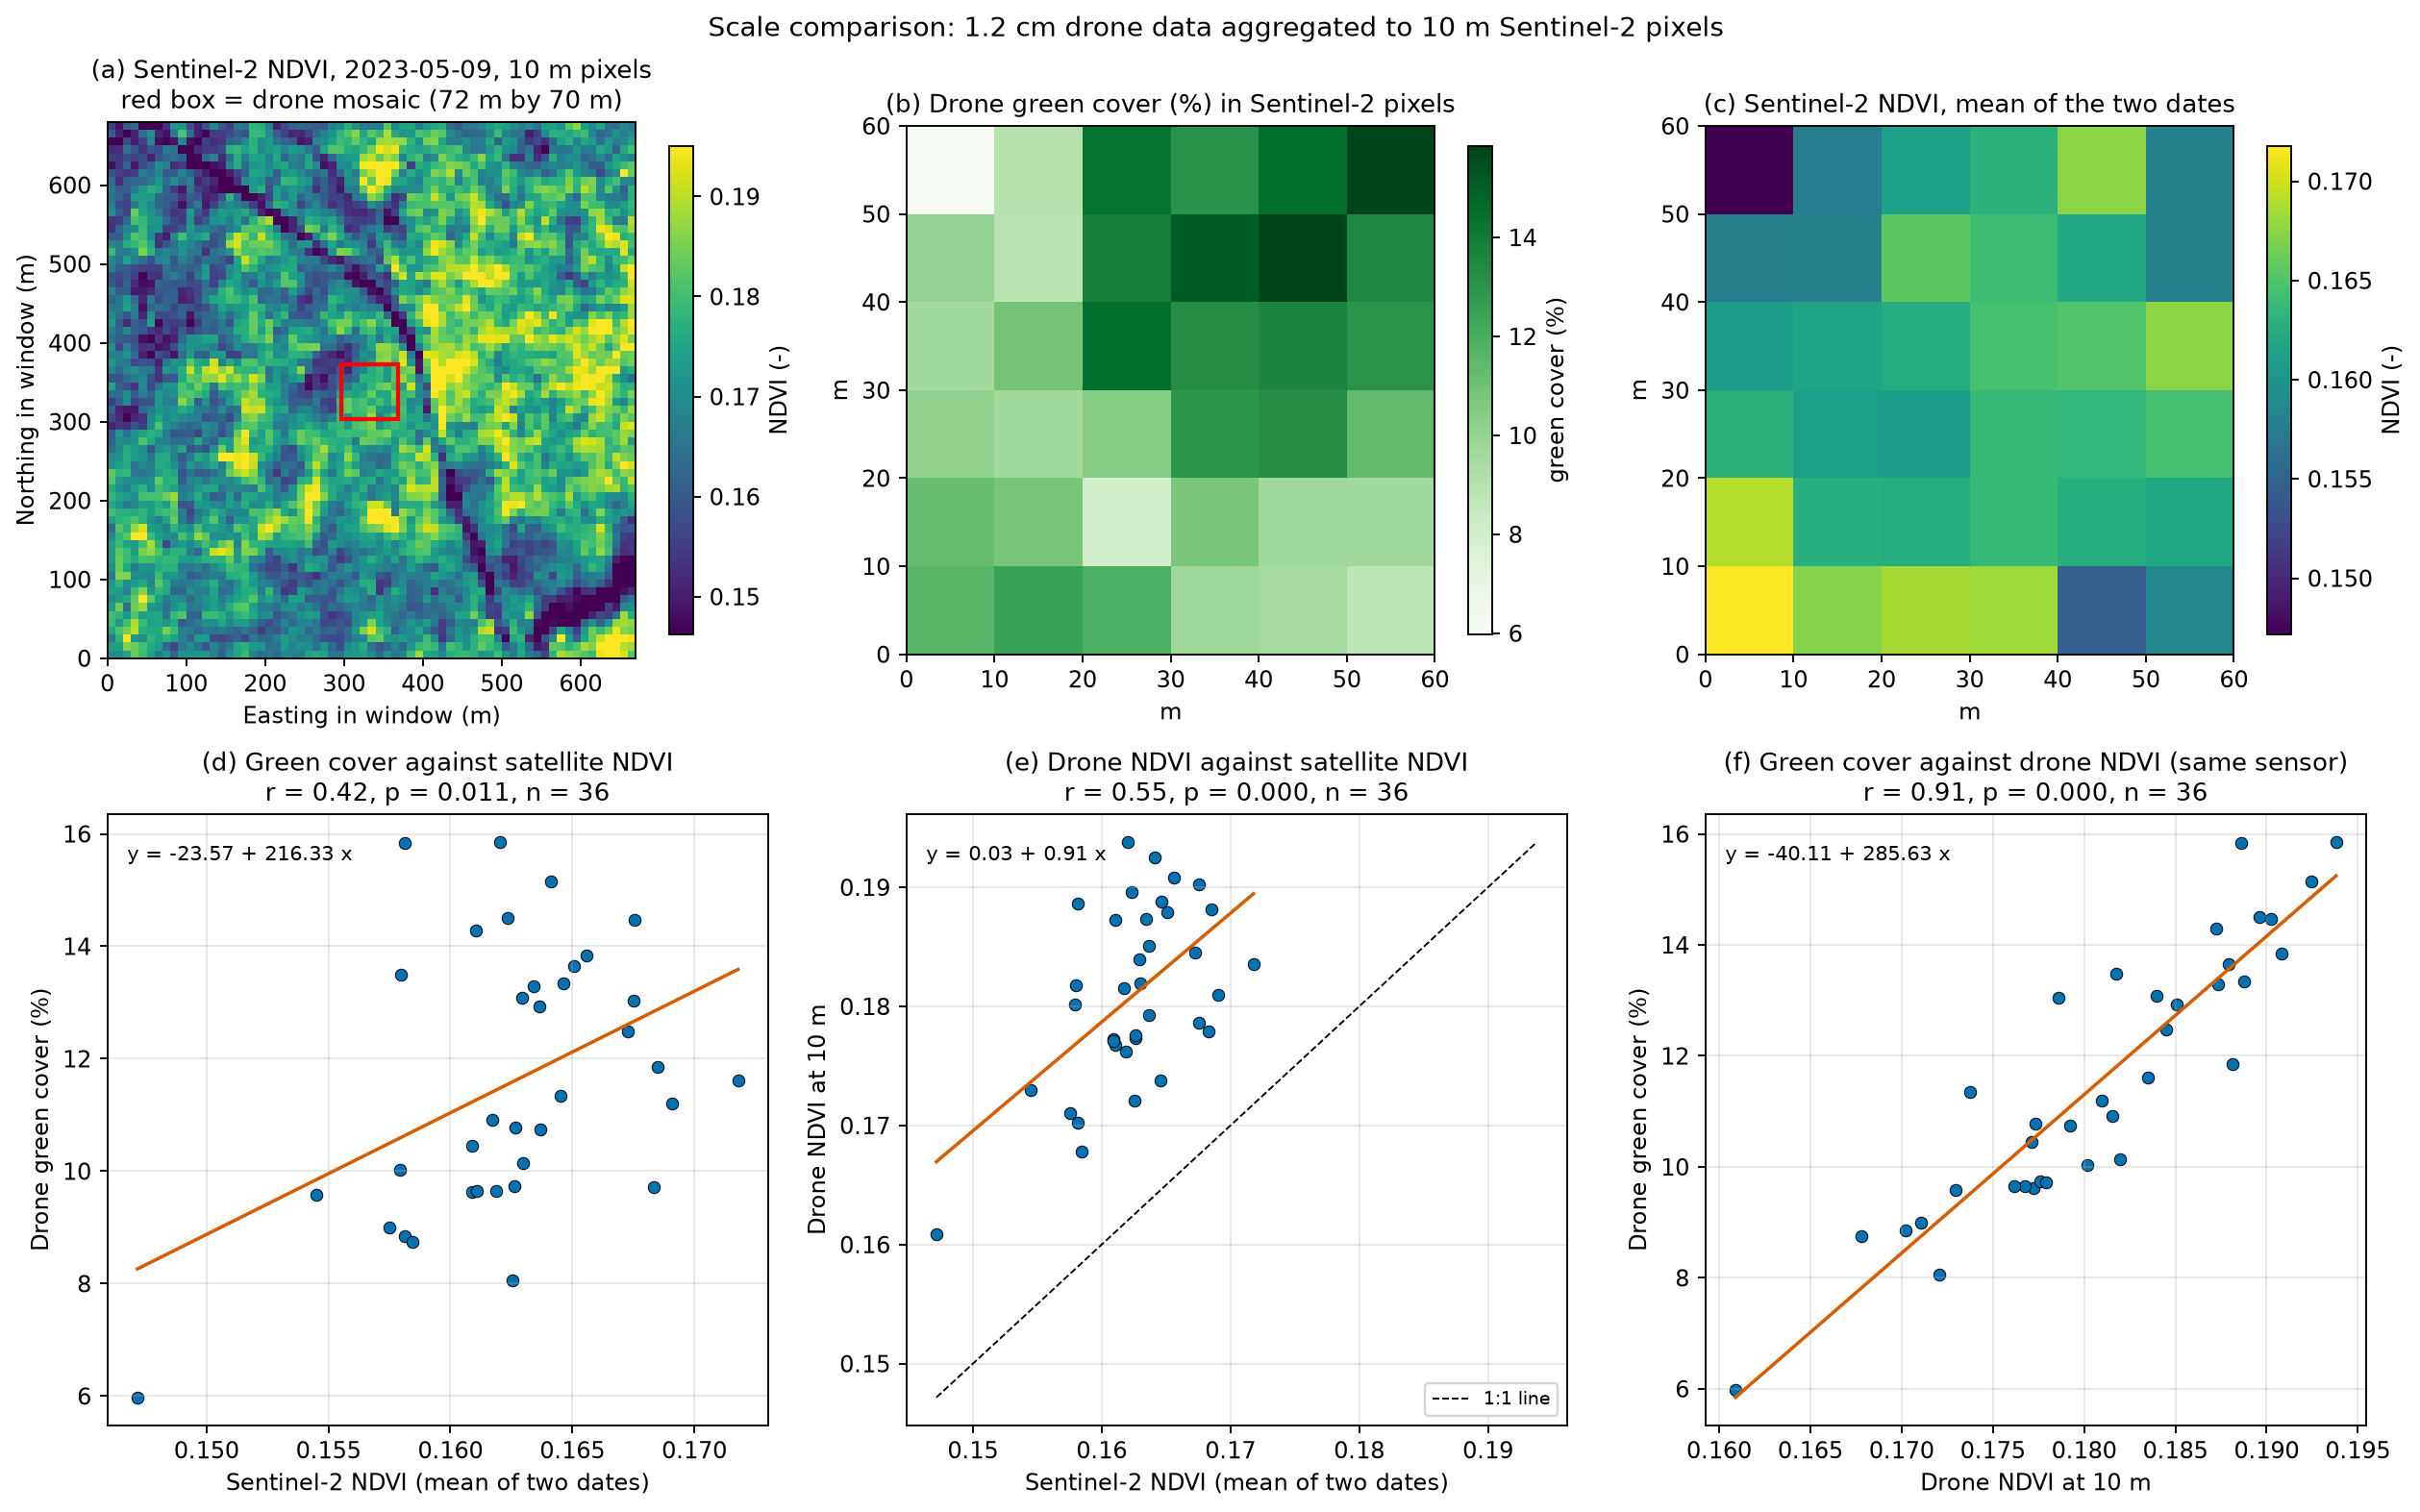 Scale comparison: 1.2 cm drone data aggregated to 10 m Sentinel-2 pixels
(a) Sentinel-2 NDVI, 2023-05-09, 10 m pixels
red box = drone mosaic (72 m by 70 m)
Northing in window (m)
600
500
400
300
200
100
0
0 100 200 300 400 500 600
Easting in window (m)
0.19
0.18
0.17
0.16
0.15
NDVI (-)
(b) Drone green cover (%) in Sentinel-2 pixels
m
60
50
40
30
20
10
0
0 10 20 30 40 50 60
m
14
12
10
8
6
green cover (%)
(c) Sentinel-2 NDVI, mean of the two dates
m
60
50
40
30
20
10
0
0 10 20 30 40 50 60
m
0.170
0.165
0.160
0.155
0.150
NDVI (-)
(d) Green cover against satellite NDVI
r = 0.42, p = 0.011, n = 36
y = -23.57 + 216.33 x
Drone green cover (%)
16
14
12
10
8
6
0.150 0.155 0.160 0.165 0.170
Sentinel-2 NDVI (mean of two dates)
(e) Drone NDVI against satellite NDVI
r = 0.55, p = 0.000, n = 36
y = 0.03 + 0.91 x
Drone NDVI at 10 m
0.19
0.18
0.17
0.16
0.15
1:1 line
0.15 0.16 0.17 0.18 0.19
Sentinel-2 NDVI (mean of two dates)
(f) Green cover against drone NDVI (same sensor)
r = 0.91, p = 0.000, n = 36
y = -40.11 + 285.63 x
Drone green cover (%)
16
14
12
10
8
6
0.160 0.165 0.170 0.175 0.180 0.185 0.190 0.195
Drone NDVI at 10 m